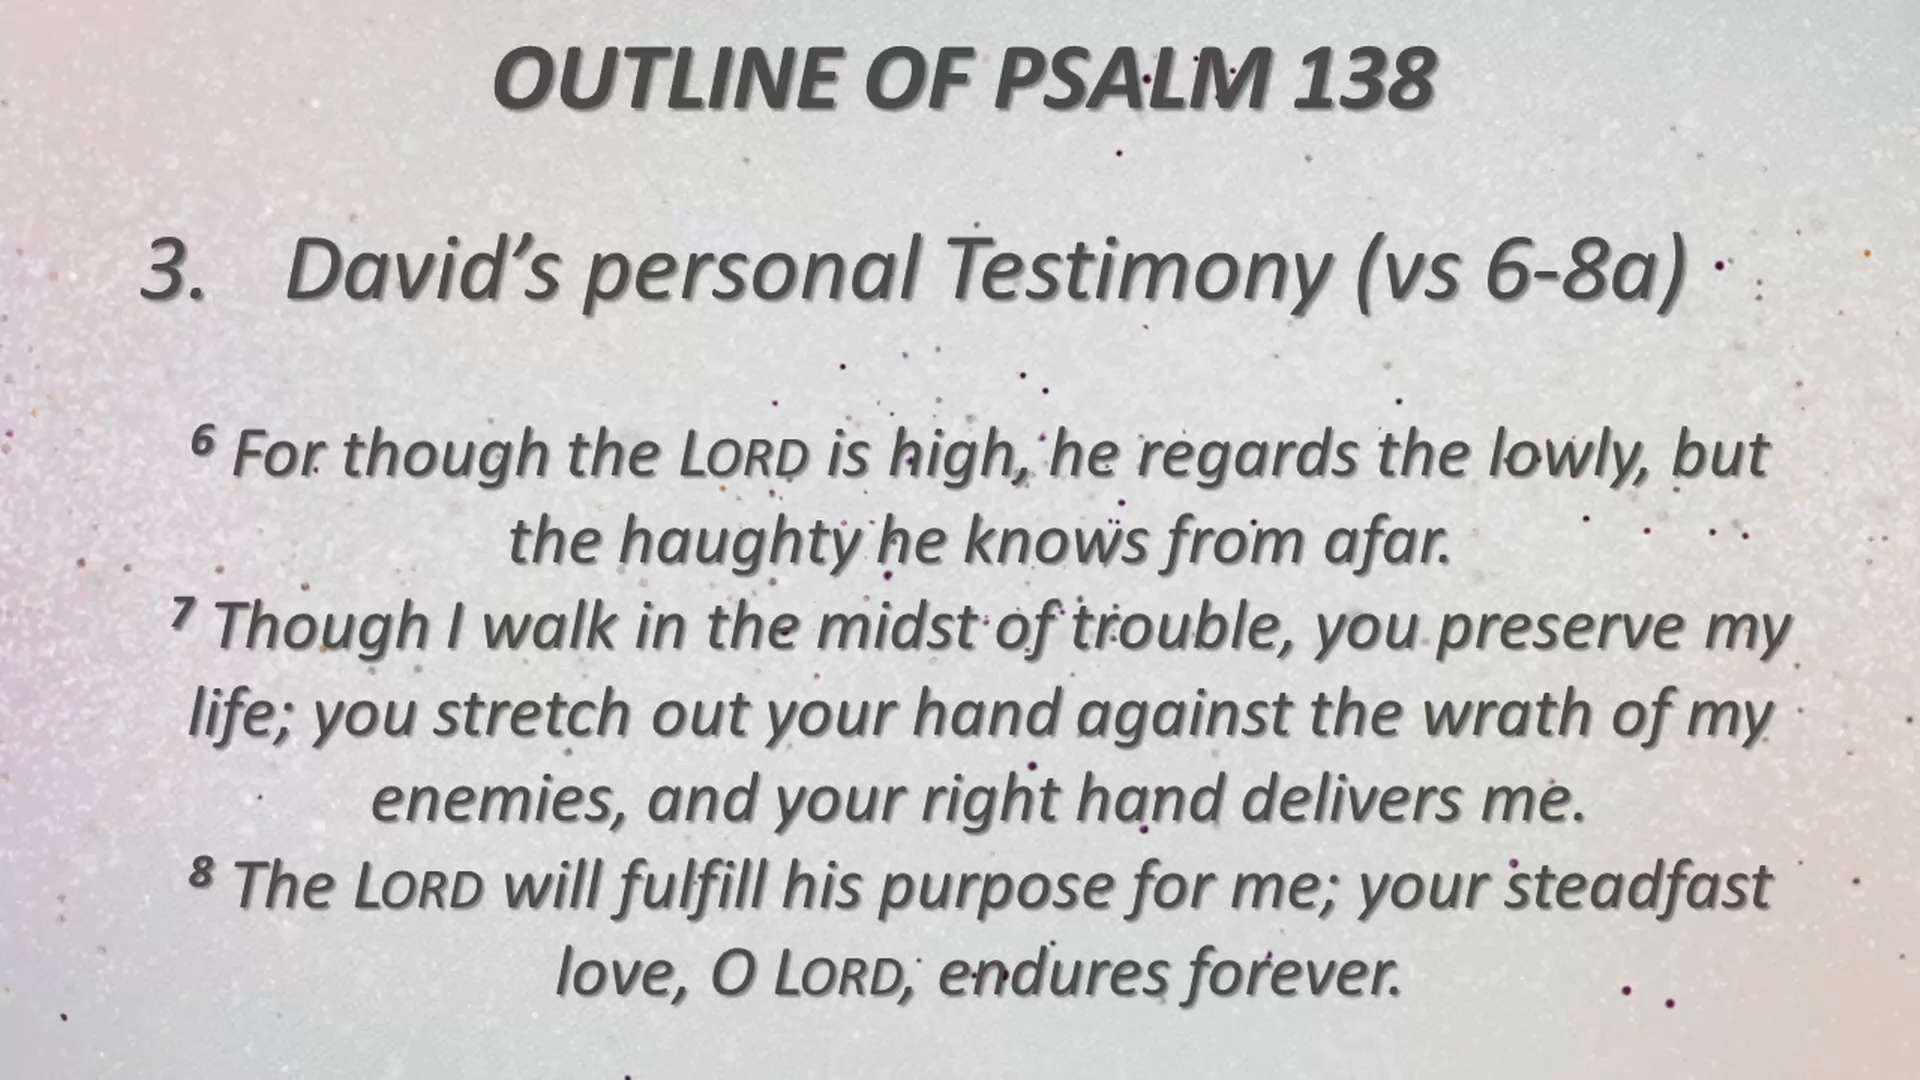 OUTLINE OF PSALM 138
3. David’s personal Testimony (vs 6-8a)
⁶ For though the LORD is high, he regards the lowly, but
the haughty he knows from afar.
⁷ Though I walk in the midst of trouble, you preserve my
life; you stretch out your hand against the wrath of my
enemies, and your right hand delivers me.
⁸ The LORD will fulfill his purpose for me; your steadfast
love, O LORD, endures forever.